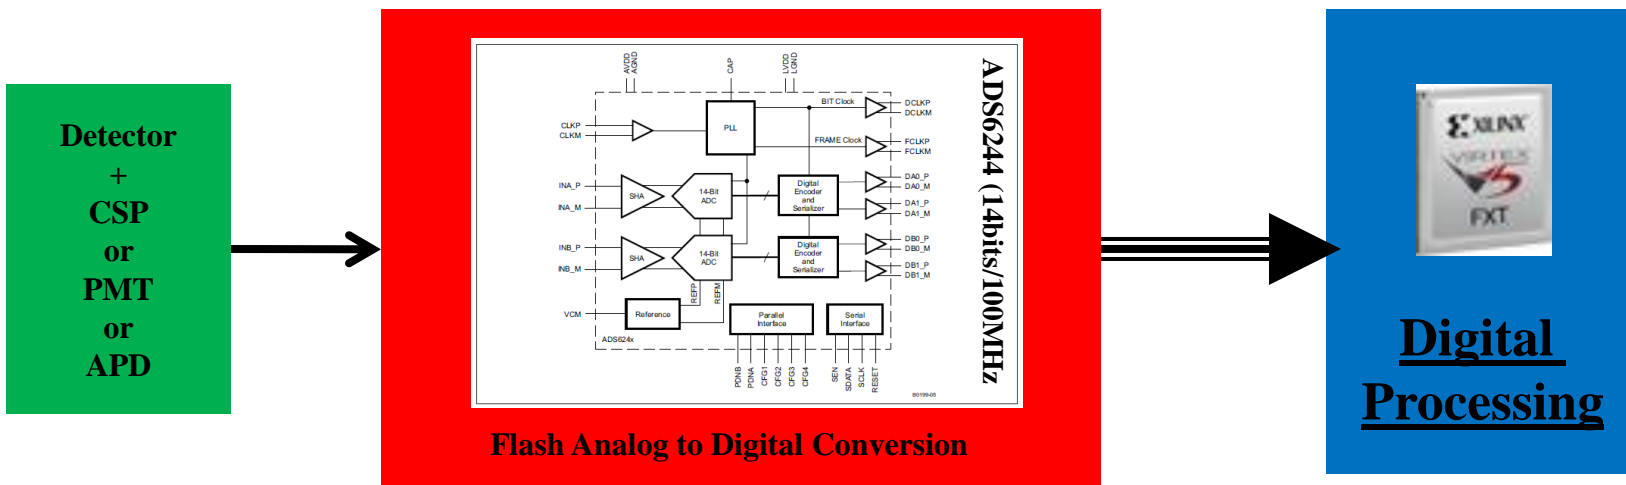 Detector
+
CSP
or
PMT
or
APD
AVDD
AGND
CAP
LVDD
LGND
CLKP
CLKM
PLL
BIT Clock
DCLKP
DCLKM
FRAME Clock
FCLKP
FCLKM
INA_P
INA_M
SHA
14-Bit
ADC
Digital
Encoder
and
Serializer
DA0_P
DA0_M
DA1_P
DA1_M
INB_P
INB_M
SHA
14-Bit
ADC
Digital
Encoder
and
Serializer
DB0_P
DB0_M
DB1_P
DB1_M
REFP
REFM
VCM
Reference
Parallel
Interface
Serial
Interface
ADS624x
PDNB
PDNA
CFG1
CFG2
CFG3
CFG4
SEN
SDATA
SCLK
RESET
B0199-05
ADS6244 (14bits/100MHz
Flash Analog to Digital Conversion
XILINX
VIRTEX
5
FXT
Digital
Processing